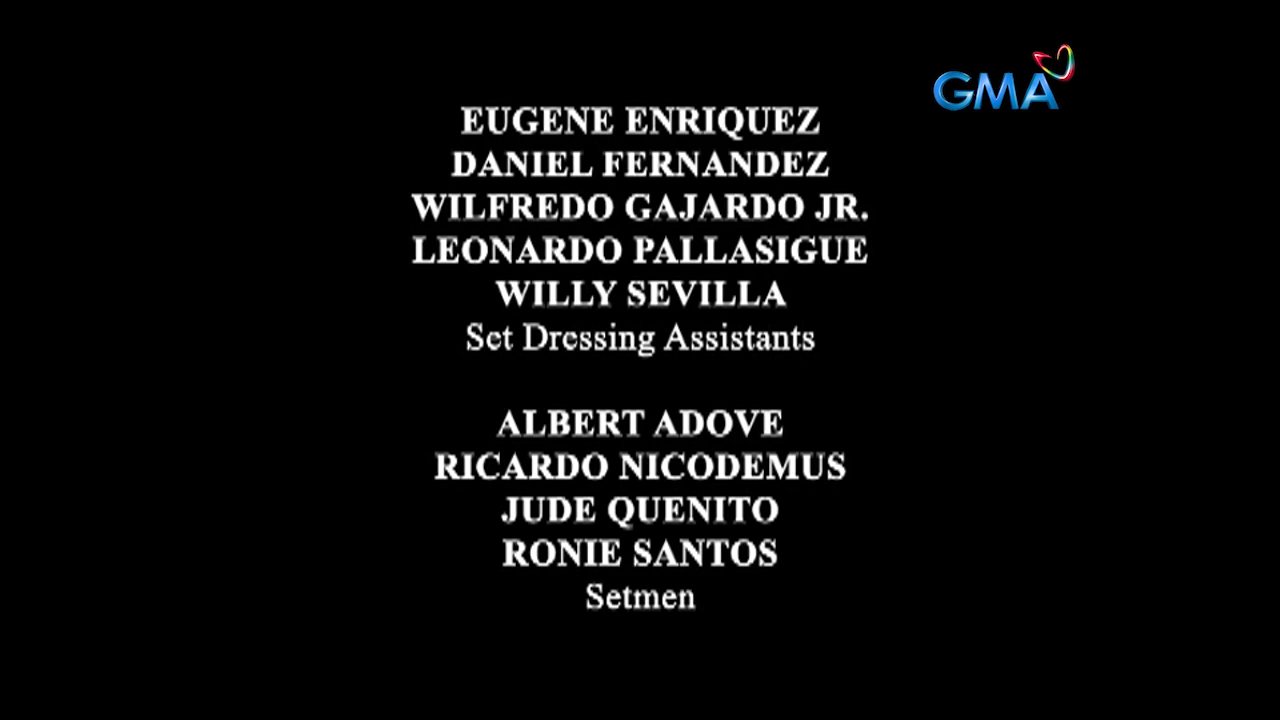 GMA
EUGENE ENRIQUEZ
DANIEL FERNANDEZ
WILFREDO GAJARDO JR.
LEONARDO PALLASIGUE
WILLY SEVILLA
Set Dressing Assistants
ALBERT ADOVE
RICARDO NICODEMUS
JUDE QUENITO
RONIE SANTOS
Setmen